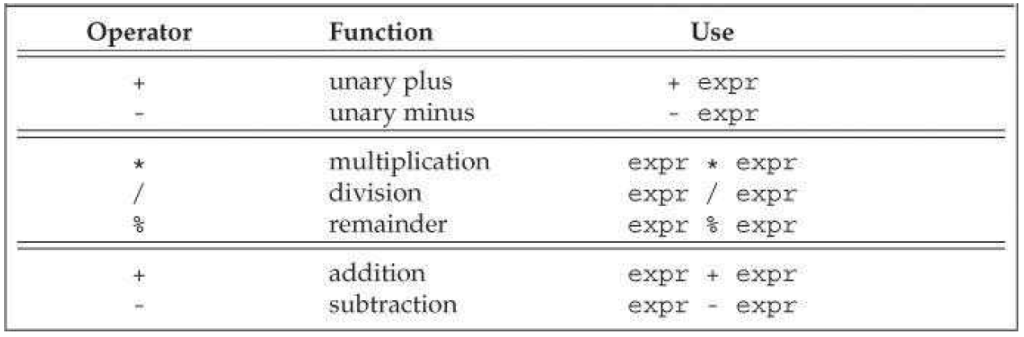 Operator Function Use
+ unary plus + expr
- unary minus - expr
* multiplication expr * expr
/ division expr / expr
% remainder expr % expr
+ addition expr + expr
- subtraction expr - expr